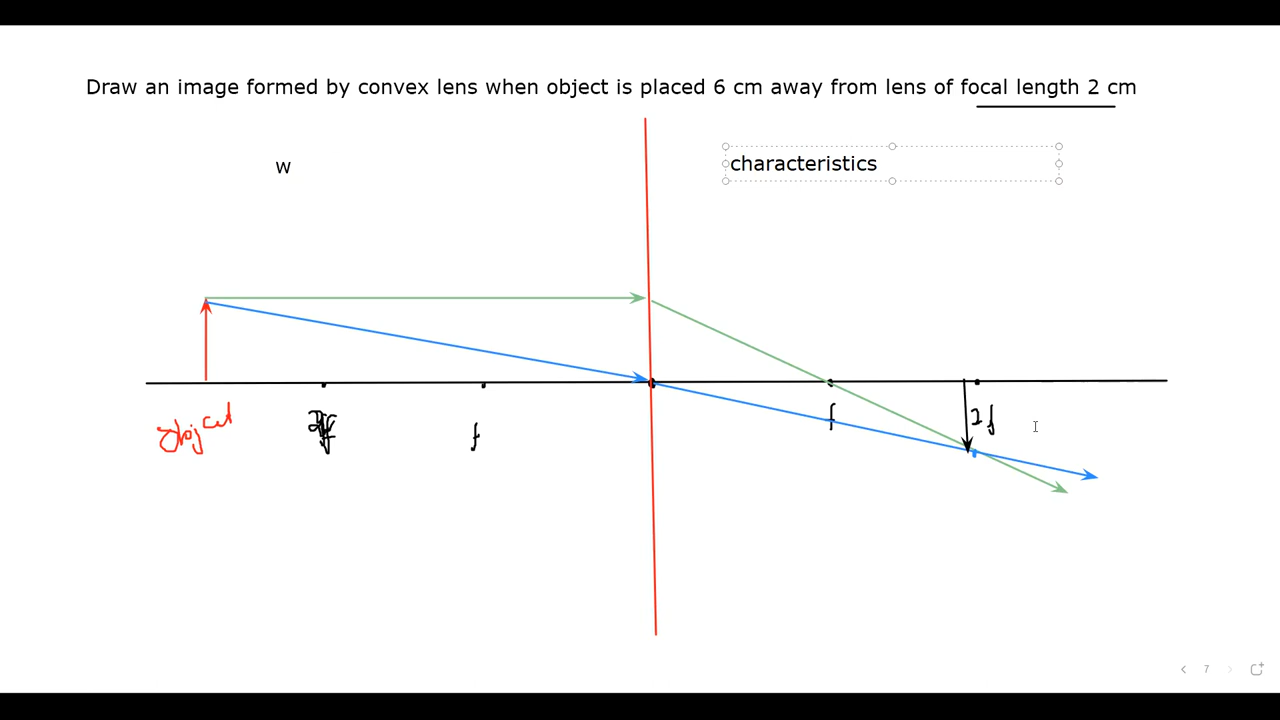 Draw an image formed by convex lens when object is placed 6 cm away from lens of focal length 2 cm
w
characteristics
object
f
f
2f
7